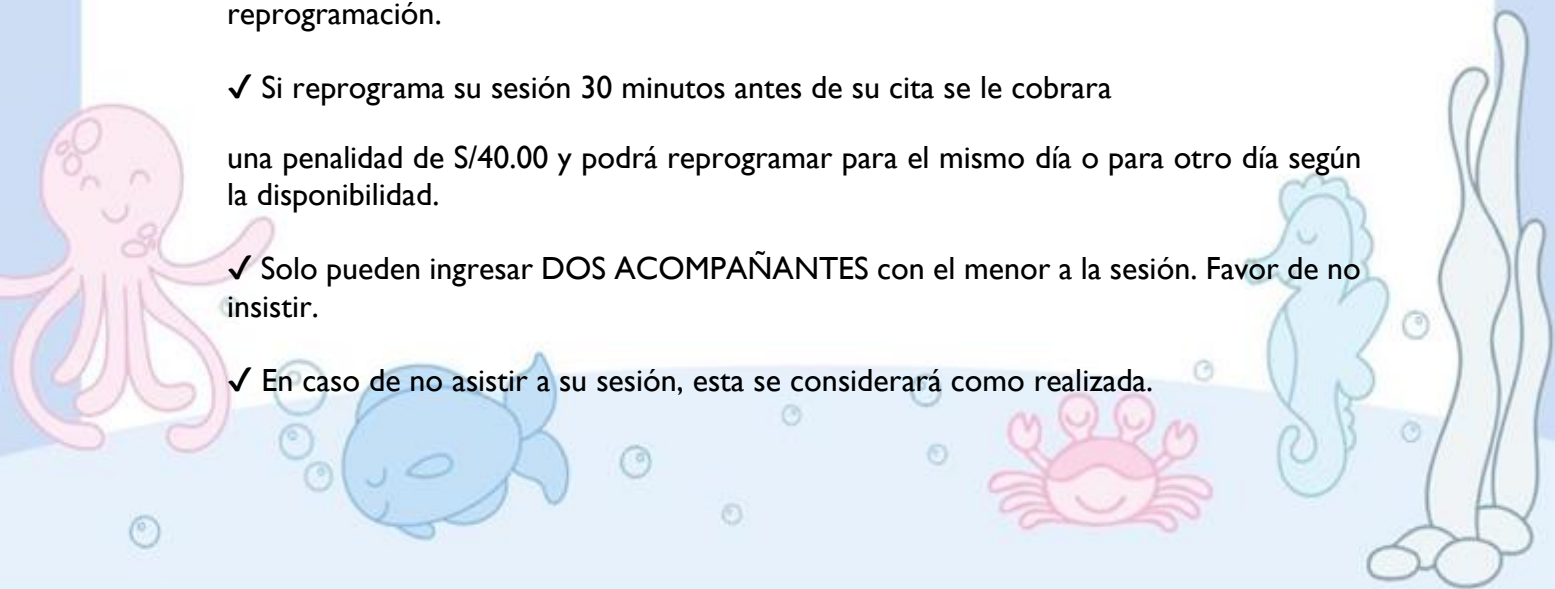 reprogramación.
✓ Si reprograma su sesión 30 minutos antes de su cita se le cobrara
una penalidad de S/40.00 y podrá reprogramar para el mismo día o para otro día según
la disponibilidad.
✓ Solo pueden ingresar DOS ACOMPAÑANTES con el menor a la sesión. Favor de no
insistir.
✓ En caso de no asistir a su sesión, esta se considerará como realizada.